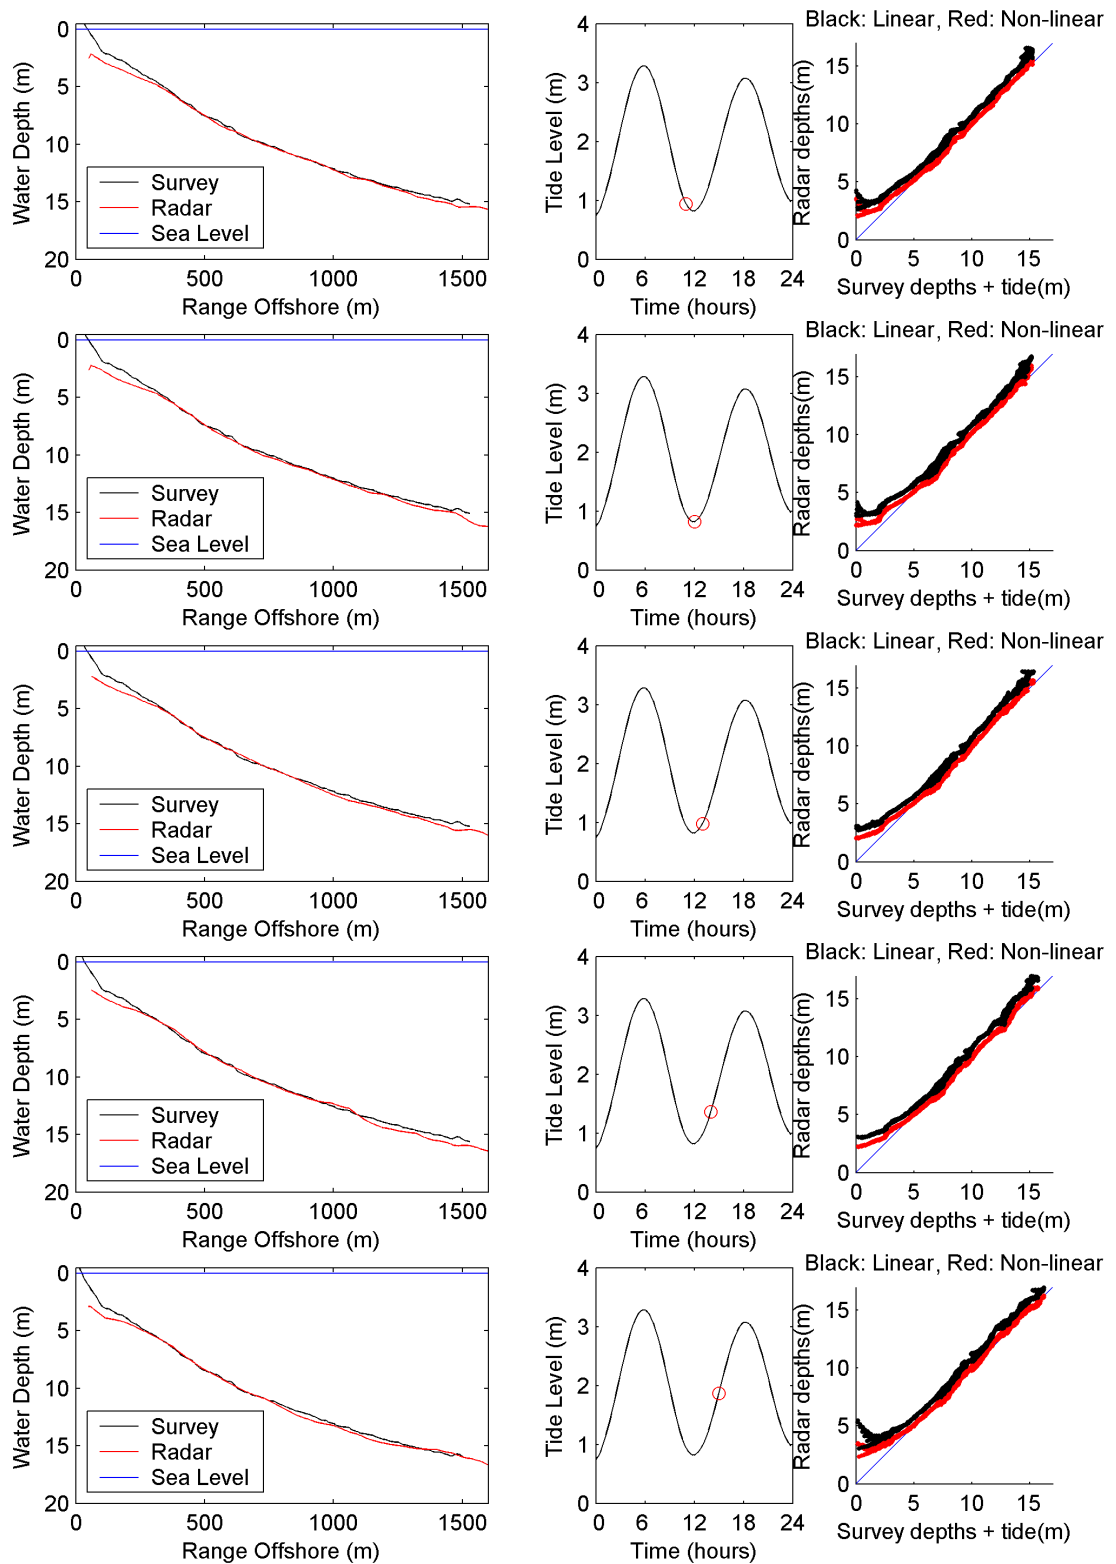 Black: Linear, Red: Non-linear
0
5
10
15
20
Water Depth (m)
Survey
Radar
Sea Level
0 500 1000 1500
Range Offshore (m)
4
3
2
1
0
Tide Level (m)
0 6 12 18 24
Time (hours)
15
10
5
0
Radar depths(m)
0 5 10 15
Survey depths + tide(m)
Black: Linear, Red: Non-linear
0
5
10
15
20
Water Depth (m)
Survey
Radar
Sea Level
0 500 1000 1500
Range Offshore (m)
4
3
2
1
0
Tide Level (m)
0 6 12 18 24
Time (hours)
15
10
5
0
Radar depths(m)
0 5 10 15
Survey depths + tide(m)
Black: Linear, Red: Non-linear
0
5
10
15
20
Water Depth (m)
Survey
Radar
Sea Level
0 500 1000 1500
Range Offshore (m)
4
3
2
1
0
Tide Level (m)
0 6 12 18 24
Time (hours)
15
10
5
0
Radar depths(m)
0 5 10 15
Survey depths + tide(m)
Black: Linear, Red: Non-linear
0
5
10
15
20
Water Depth (m)
Survey
Radar
Sea Level
0 500 1000 1500
Range Offshore (m)
4
3
2
1
0
Tide Level (m)
0 6 12 18 24
Time (hours)
15
10
5
0
Radar depths(m)
0 5 10 15
Survey depths + tide(m)
Black: Linear, Red: Non-linear
0
5
10
15
20
Water Depth (m)
Survey
Radar
Sea Level
0 500 1000 1500
Range Offshore (m)
4
3
2
1
0
Tide Level (m)
0 6 12 18 24
Time (hours)
15
10
5
0
Radar depths(m)
0 5 10 15
Survey depths + tide(m)